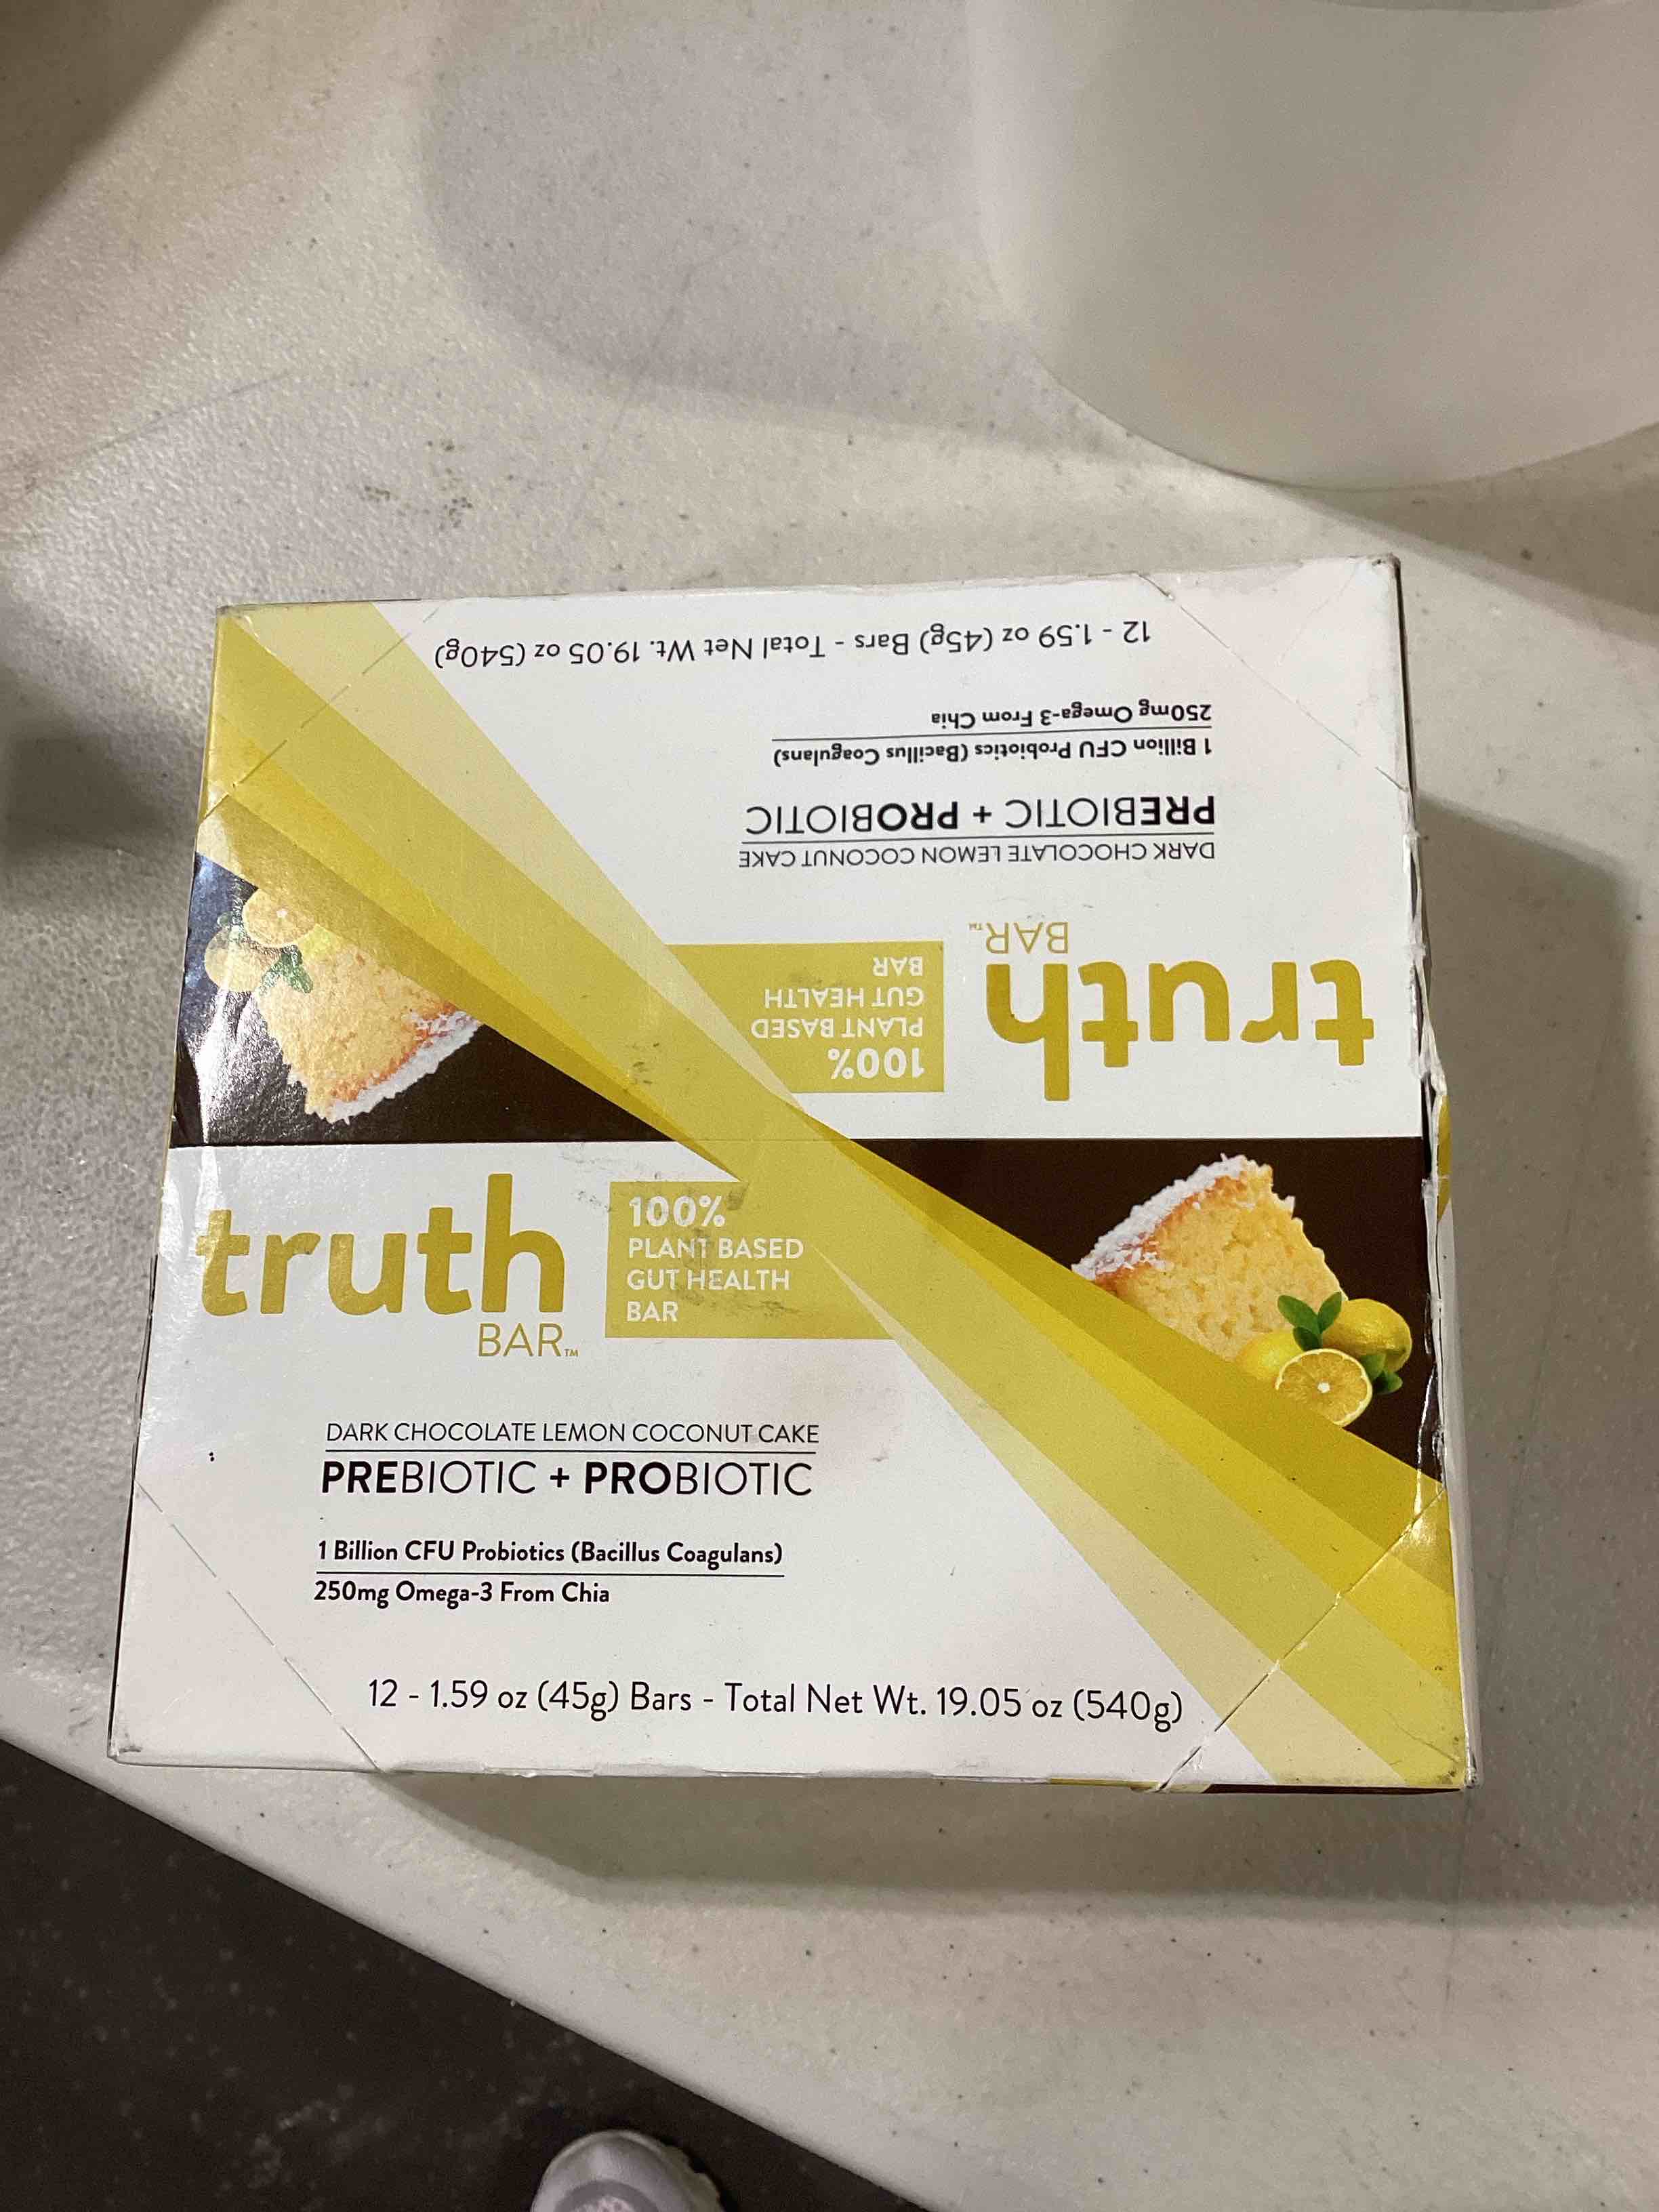 12 - 1.59 oz (45g) Bars - Total Net Wt. 19.05 oz (540g)
250mg Omega-3 From Chia
1 Billion CFU Probiotics (Bacillus Coagulans)
PREBIOTIC + PROBIOTIC
DARK CHOCOLATE LEMON COCONUT CAKE
truth
BAR™
100%
PLANT BASED
GUT HEALTH
BAR
truth
BAR™
100%
PLANT BASED
GUT HEALTH
BAR
DARK CHOCOLATE LEMON COCONUT CAKE
PREBIOTIC + PROBIOTIC
1 Billion CFU Probiotics (Bacillus Coagulans)
250mg Omega-3 From Chia
12 - 1.59 oz (45g) Bars - Total Net Wt. 19.05 oz (540g)